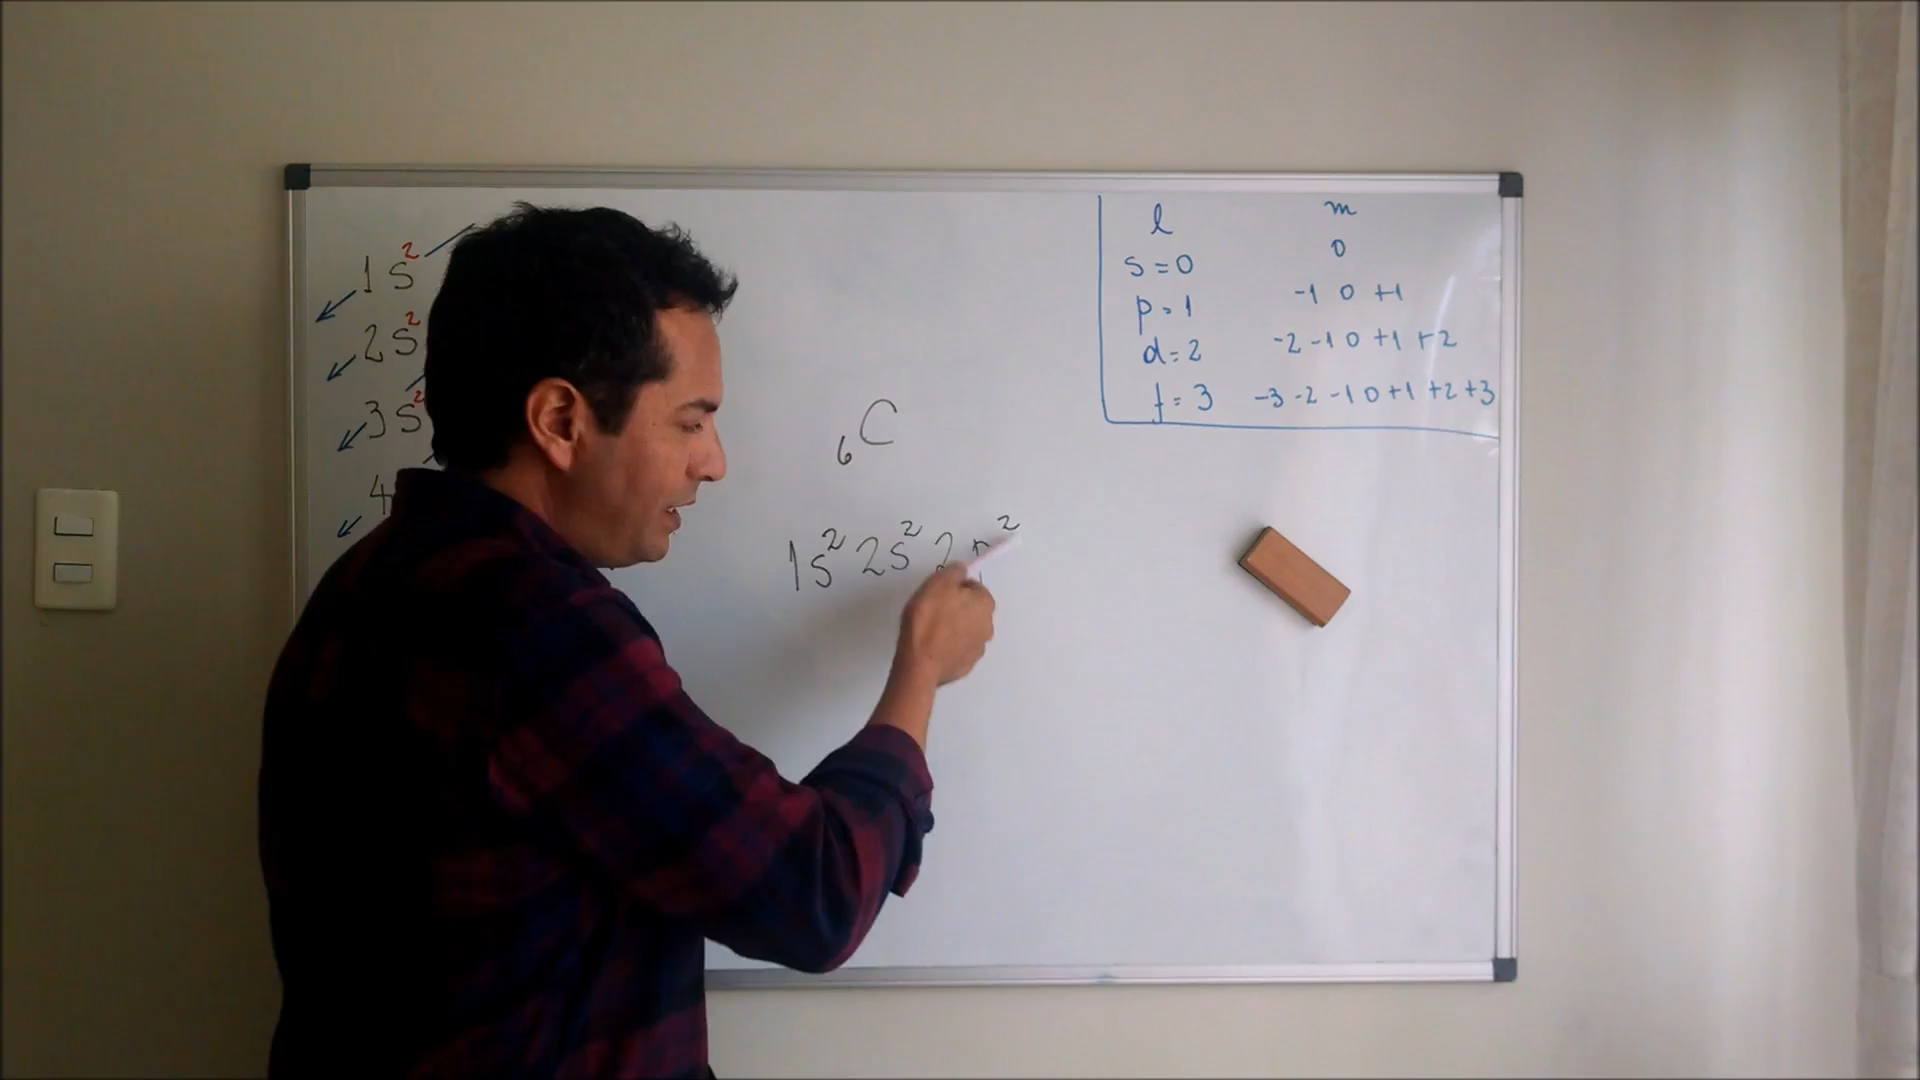 1s²
2s²
3s²
4
₆C
1s² 2s² 2p²
l m
s=0 0
p=1 -1 0 +1
d=2 -2 -1 0 +1 +2
f=3 -3 -2 -1 0 +1 +2 +3